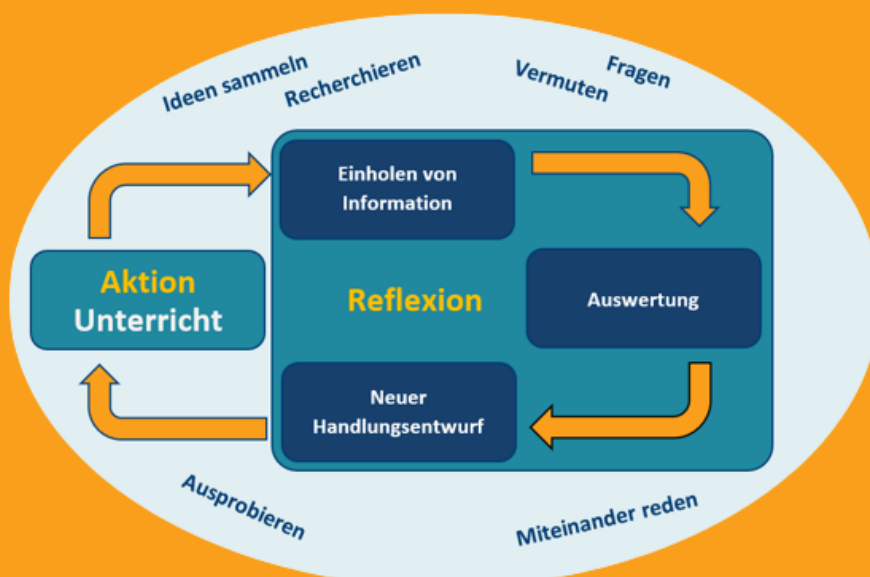 Ideen sammeln
Recherchieren
Vermuten
Fragen
Einholen von
Information
Aktion
Unterricht
Reflexion
Auswertung
Neuer
Handlungsentwurf
Ausprobieren
Miteinander reden